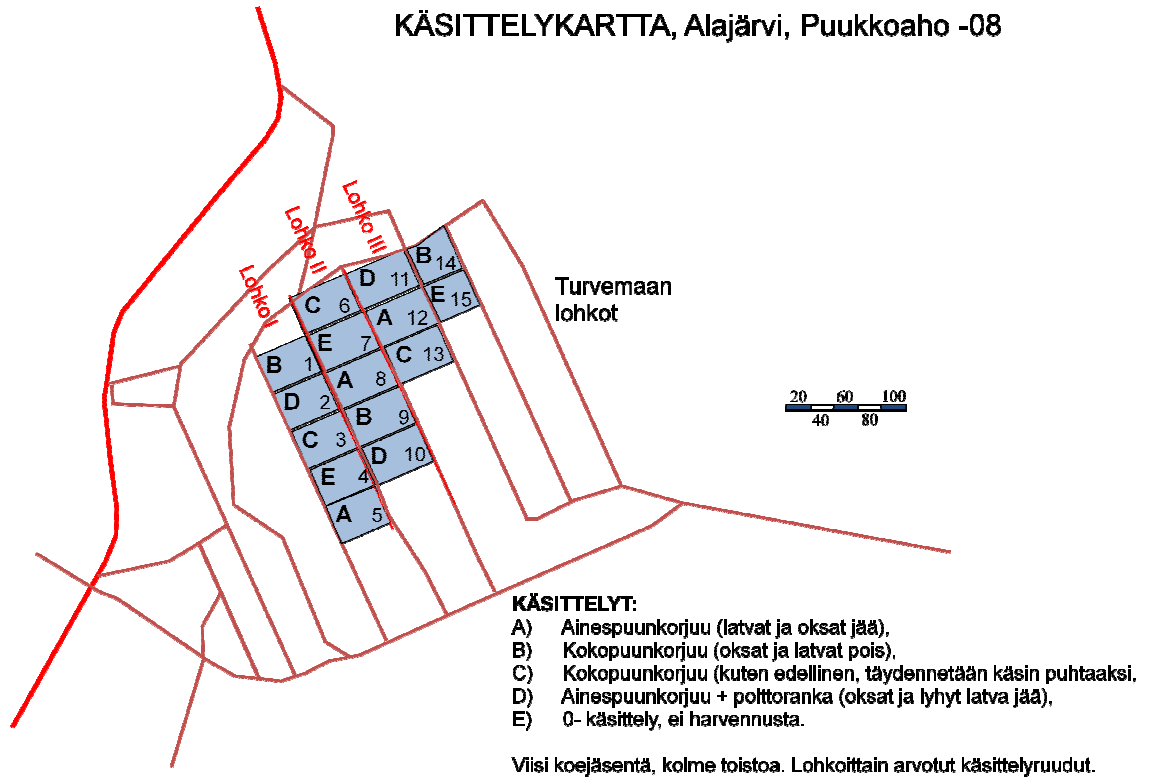 KÄSITTELYKARTTA, Alajärvi, Puukkoaho -08
Lohko I
Lohko II
Lohko III
B 14
D 11
E 15
C 6
A 12
E 7
C 13
B 1
A 8
D 2
B 9
C 3
D 10
E 4
A 5
Turvemaan
lohkot
20 60 100
40 80
KÄSITTELYT:
A) Ainespuunkorjuu (latvat ja oksat jää),
B) Kokopuunkorjuu (oksat ja latvat pois),
C) Kokopuunkorjuu (kuten edellinen, täydennetään käsin puhtaaksi,
D) Ainespuunkorjuu + polttoranka (oksat ja lyhyt latva jää),
E) 0- käsittely, ei harvennusta.
Viisi koejäsentä, kolme toistoa. Lohkoittain arvotut käsittelyruudut.